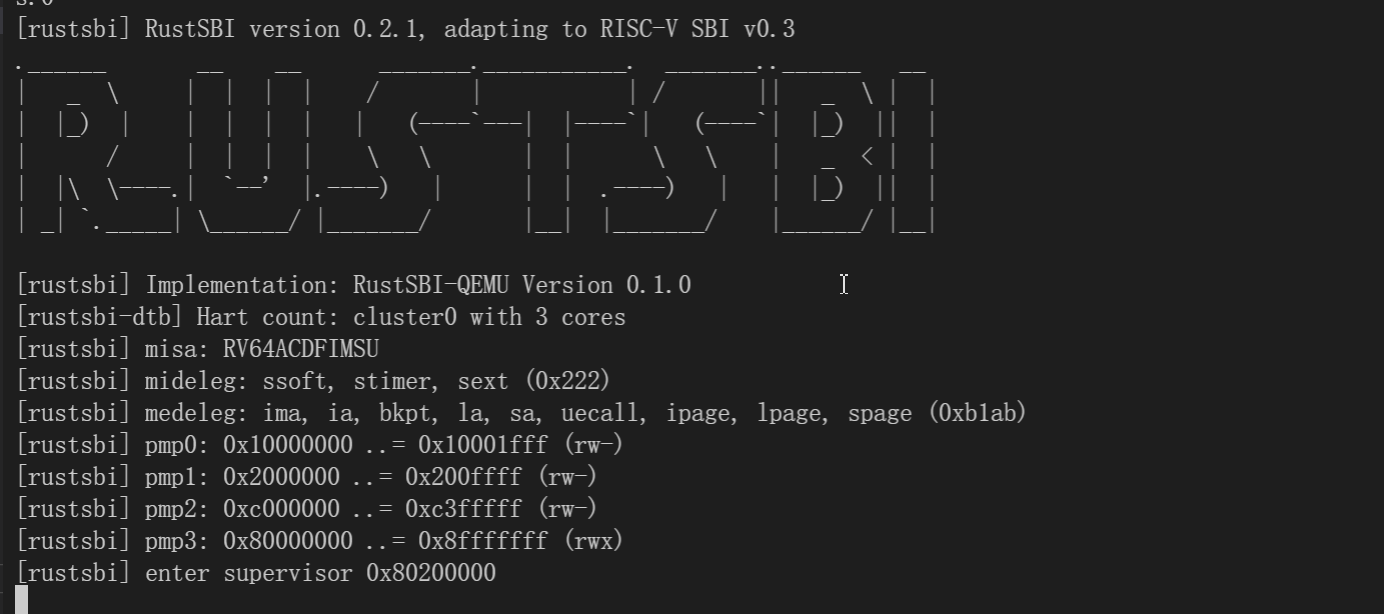 s.o
[rustsbi] RustSBI version 0.2.1, adapting to RISC-V SBI v0.3
.______       __    __      _______.___________.  _______..______   __
|   _  \     |  |  |  |    /       |           | /       ||   _  \ |  |
|  |_)  |    |  |  |  |   |   (----`---|  |----`|   (----`|  |_)  ||  |
|      /     |  |  |  |    \   \       |  |      \   \    |   _  < |  |
|  |\  \----.|  `--'  |.----)   |      |  |  .----)   |   |  |_)  ||  |
| _| `._____| \______/ |_______/       |__|  |_______/    |______/ |__|
[rustsbi] Implementation: RustSBI-QEMU Version 0.1.0
[rustsbi-dtb] Hart count: cluster0 with 3 cores
[rustsbi] misa: RV64ACDFIMSU
[rustsbi] mideleg: ssoft, stimer, sext (0x222)
[rustsbi] medeleg: ima, ia, bkpt, la, sa, uecall, ipage, lpage, spage (0xb1ab)
[rustsbi] pmp0: 0x10000000 ..= 0x10001fff (rw-)
[rustsbi] pmp1: 0x2000000 ..= 0x200ffff (rw-)
[rustsbi] pmp2: 0xc000000 ..= 0xc3fffff (rw-)
[rustsbi] pmp3: 0x80000000 ..= 0x8fffffff (rwx)
[rustsbi] enter supervisor 0x80200000